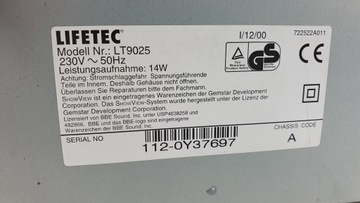 LIFETEC I/12/00 722522A011
Modell Nr.: LT9025
230V ~ 50Hz
Leistungsaufnahme: 14W
Achtung: Stromschlaggefahr. Spannungsführende
Teile im Innern. Deshalb Gehäuse nicht öffnen.
Überlassen Sie Reparaturen bitte dem Fachmann.
SHOWVIEW ist ein eingetragenes Warenzeichen der Gemstar Development
Corporation. Das SHOWVIEW System wurde hergestellt unter der Lizenz der
Gemstar Development Corporation.
Lizenz von BBE Sound, Inc. unter USP4638258 und
482866. BBE und das BBE-logo sind eingetragene
Warenzeichen von BBE Sound Inc.
SERIAL NO CHASSIS CODE
112-0Y37697 A